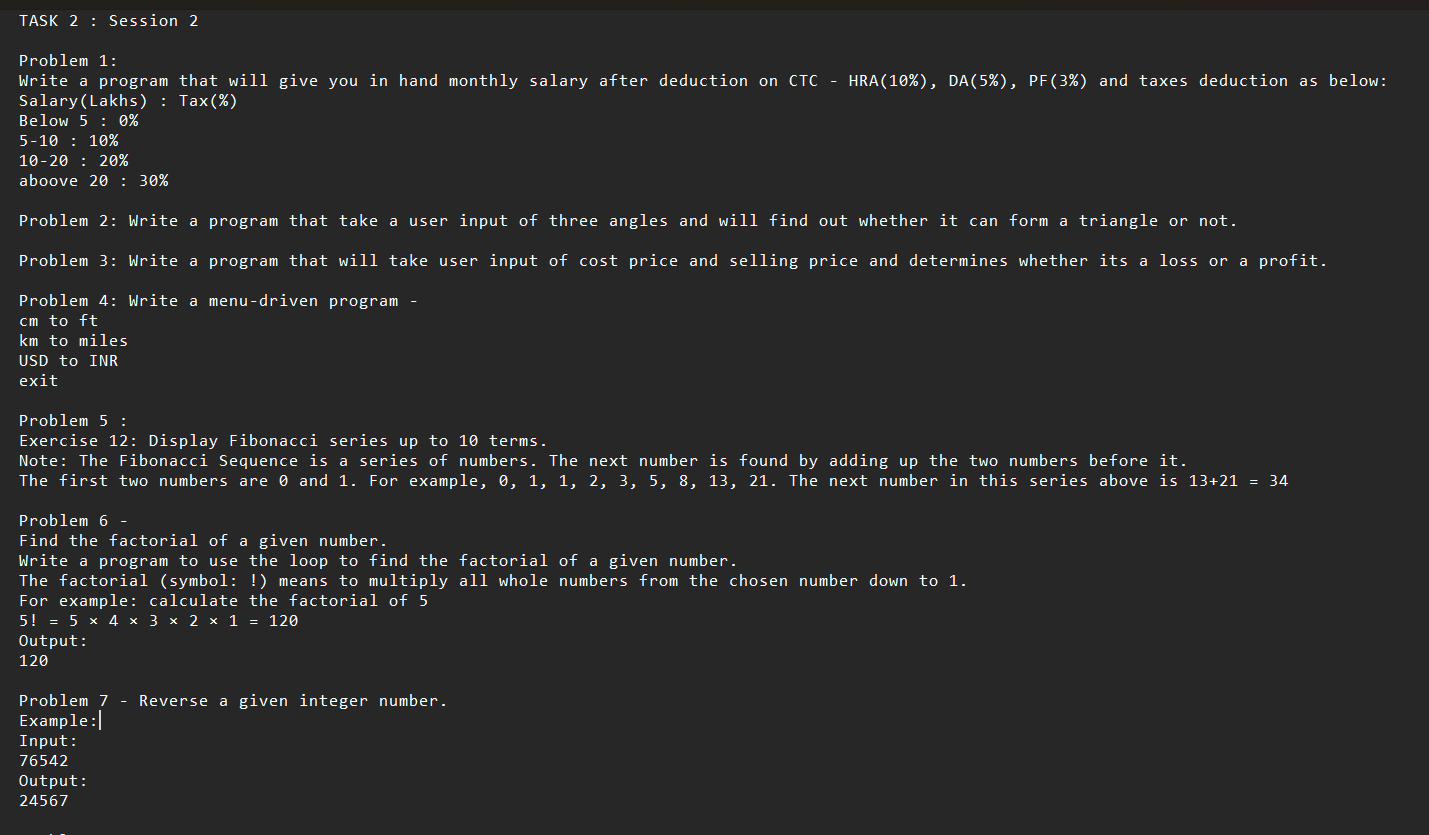 TASK 2 : Session 2
Problem 1:
Write a program that will give you in hand monthly salary after deduction on CTC - HRA(10%), DA(5%), PF(3%) and taxes deduction as below:
Salary(Lakhs) : Tax(%)
Below 5 : 0%
5-10 : 10%
10-20 : 20%
aboove 20 : 30%
Problem 2: Write a program that take a user input of three angles and will find out whether it can form a triangle or not.
Problem 3: Write a program that will take user input of cost price and selling price and determines whether its a loss or a profit.
Problem 4: Write a menu-driven program -
cm to ft
km to miles
USD to INR
exit
Problem 5 :
Exercise 12: Display Fibonacci series up to 10 terms.
Note: The Fibonacci Sequence is a series of numbers. The next number is found by adding up the two numbers before it.
The first two numbers are 0 and 1. For example, 0, 1, 1, 2, 3, 5, 8, 13, 21. The next number in this series above is 13+21 = 34
Problem 6 -
Find the factorial of a given number.
Write a program to use the loop to find the factorial of a given number.
The factorial (symbol: !) means to multiply all whole numbers from the chosen number down to 1.
For example: calculate the factorial of 5
5! = 5 × 4 × 3 × 2 × 1 = 120
Output:
120
Problem 7 - Reverse a given integer number.
Example:
Input:
76542
Output:
24567